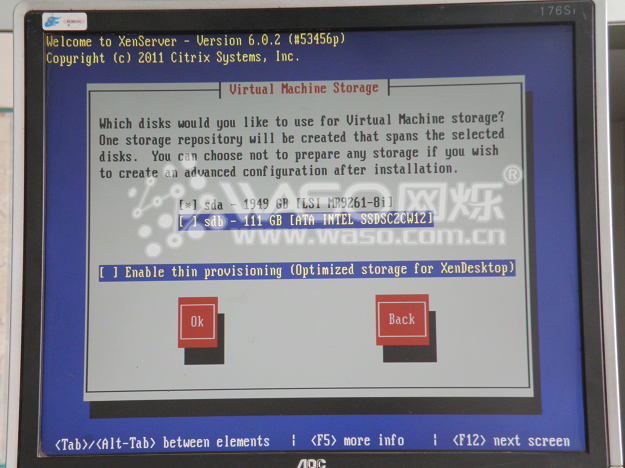 176Si
Welcome to XenServer - Version 6.0.2 (#53456p)
Copyright (c) 2011 Citrix Systems, Inc.
Virtual Machine Storage
Which disks would you like to use for Virtual Machine storage?
One storage repository will be created that spans the selected
disks. You can choose not to prepare any storage if you wish
to create an advanced configuration after installation.
[*] sda - 1949 GB [LSI MR9261-8i]
[ ] sdb - 111 GB [ATA INTEL SSDSC2CW12]
WASO网烁
www.waso.com.cn
[ ] Enable thin provisioning (Optimized storage for XenDesktop)
Ok
Back
<Tab>/<Alt-Tab> between elements | <F5> more info | <F12> next screen
AOC